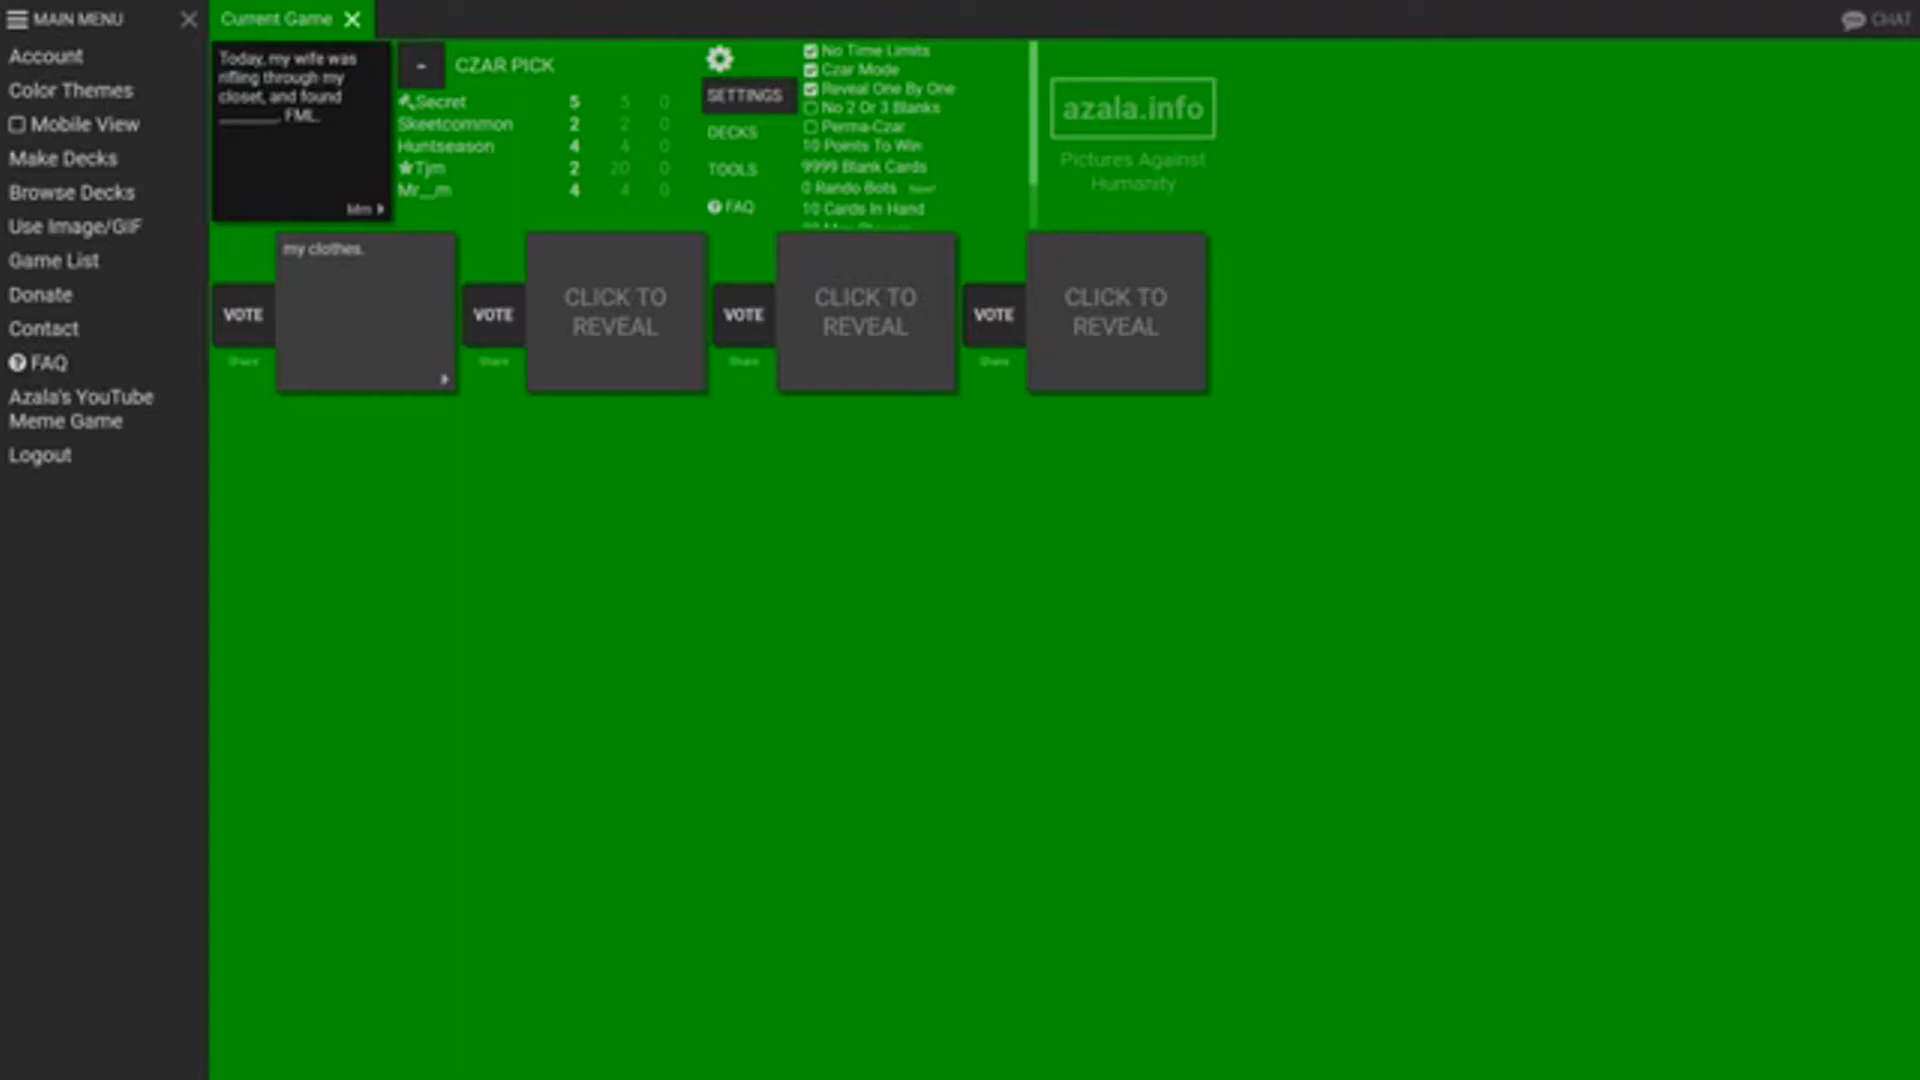 MAIN MENU
Current Game
CHAT
Account
Color Themes
Mobile View
Make Decks
Browse Decks
Use Image/GIF
Game List
Donate
Contact
FAQ
Azala's YouTube
Meme Game
Logout
Today, my wife was
rifling through my
closet, and found
_______. FML.
- CZAR PICK
Secret 5 5 0
Skeetcommon 2 2 0
Huntseason 4 4 0
Tjm 2 20 0
Mr__m 4 4 0
SETTINGS
DECKS
TOOLS
FAQ
No Time Limits
Czar Mode
Reveal One By One
No 2 Or 3 Blanks
Perma-Czar
10 Points To Win
9999 Blank Cards
0 Rando Bots
10 Cards In Hand
azala.info
Pictures Against
Humanity
VOTE
Share
my clothes.
VOTE
Share
CLICK TO
REVEAL
VOTE
Share
CLICK TO
REVEAL
VOTE
Share
CLICK TO
REVEAL